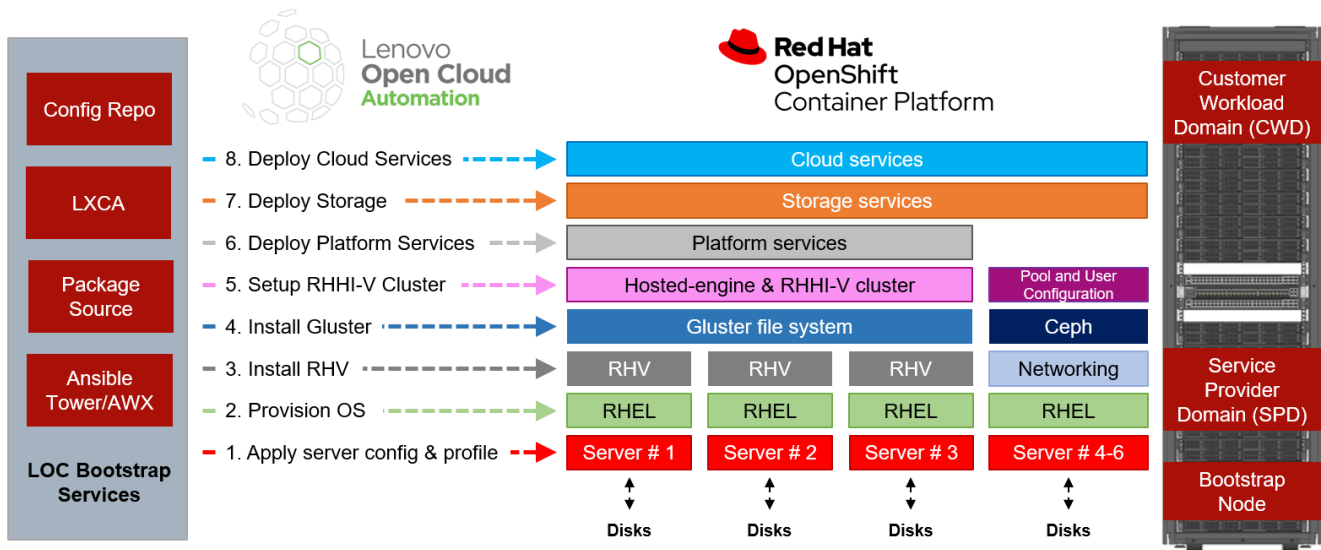 Config Repo
LXCA
Package
Source
Ansible
Tower/AWX
LOC Bootstrap
Services
Lenovo
Open Cloud
Automation
Red Hat
OpenShift
Container Platform
8. Deploy Cloud Services
Cloud services
7. Deploy Storage
Storage services
6. Deploy Platform Services
Platform services
5. Setup RHHI-V Cluster
Hosted-engine & RHHI-V cluster
Pool and User
Configuration
4. Install Gluster
Gluster file system
Ceph
3. Install RHV
RHV
RHV
RHV
Networking
2. Provision OS
RHEL
RHEL
RHEL
RHEL
1. Apply server config & profile
Server # 1
Server # 2
Server # 3
Server # 4-6
Disks
Disks
Disks
Disks
Customer
Workload
Domain (CWD)
Service
Provider
Domain (SPD)
Bootstrap
Node